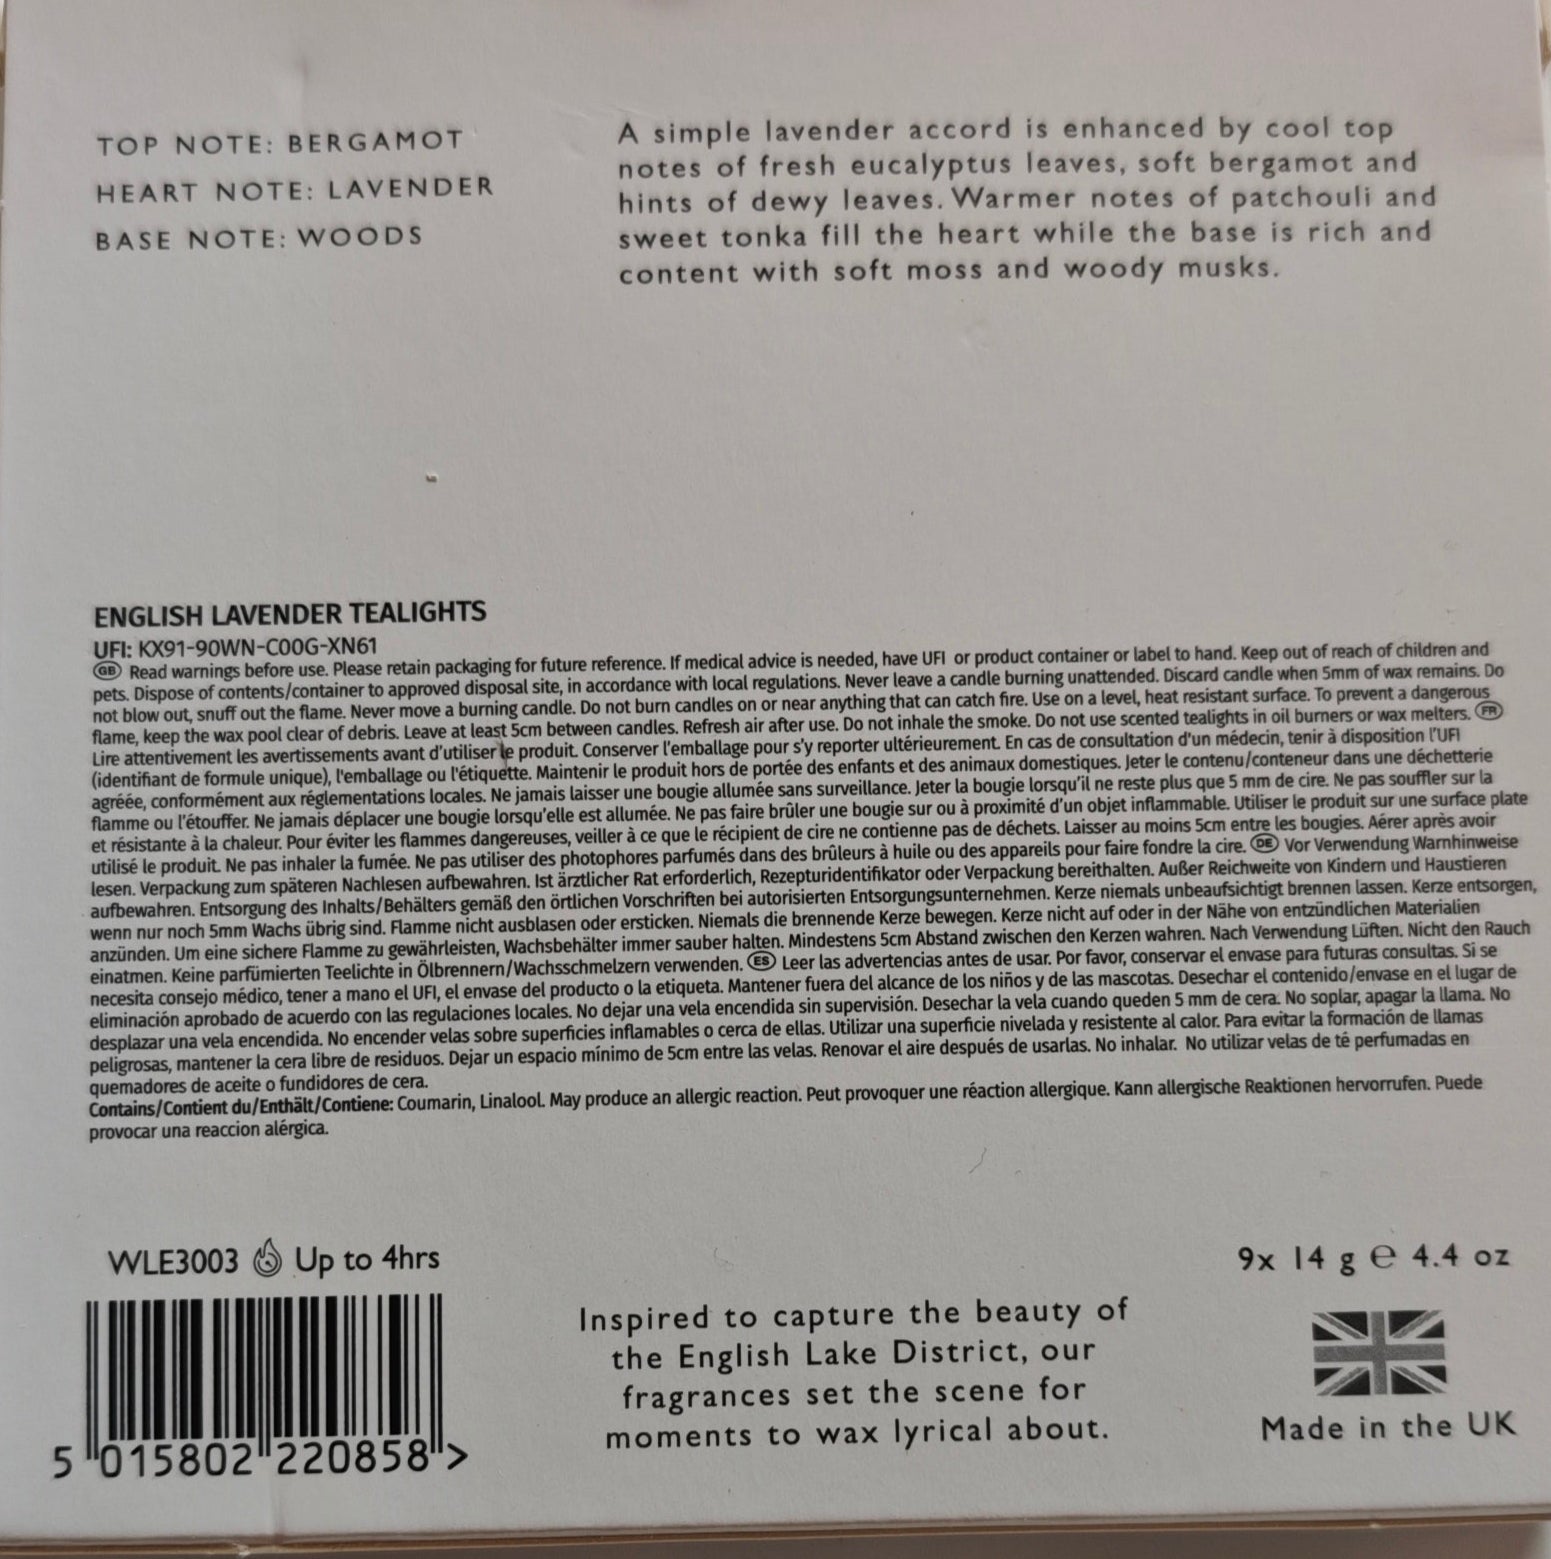 TOP NOTE: BERGAMOT
HEART NOTE: LAVENDER
BASE NOTE: WOODS
A simple lavender accord is enhanced by cool top
notes of fresh eucalyptus leaves, soft bergamot and
hints of dewy leaves. Warmer notes of patchouli and
sweet tonka fill the heart while the base is rich and
content with soft moss and woody musks.
ENGLISH LAVENDER TEALIGHTS
UFI: KX91-90WN-C00G-XN61
GB Read warnings before use. Please retain packaging for future reference. If medical advice is needed, have UFI or product container or label to hand. Keep out of reach of children and
pets. Dispose of contents/container to approved disposal site, in accordance with local regulations. Never leave a candle burning unattended. Discard candle when 5mm of wax remains. Do
not blow out, snuff out the flame. Never move a burning candle. Do not burn candles on or near anything that can catch fire. Use on a level, heat resistant surface. To prevent a dangerous
flame, keep the wax pool clear of debris. Leave at least 5cm between candles. Refresh air after use. Do not inhale the smoke. Do not use scented tealights in oil burners or wax melters. FR
Lire attentivement les avertissements avant d'utiliser le produit. Conserver l'emballage pour s'y reporter ultérieurement. En cas de consultation d'un médecin, tenir à disposition l'UFI
(identifiant de formule unique), l'emballage ou l'étiquette. Maintenir le produit hors de portée des enfants et des animaux domestiques. Jeter le contenu/conteneur dans une déchetterie
agréée, conformément aux réglementations locales. Ne jamais laisser une bougie allumée sans surveillance. Jeter la bougie lorsqu'il ne reste plus que 5 mm de cire. Ne pas souffler sur la
flamme ou l'étouffer. Ne jamais déplacer une bougie lorsqu'elle est allumée. Ne pas faire brûler une bougie sur ou à proximité d'un objet inflammable. Utiliser le produit sur une surface plate
et résistante à la chaleur. Pour éviter les flammes dangereuses, veiller à ce que le récipient de cire ne contienne pas de déchets. Laisser au moins 5cm entre les bougies. Aérer après avoir
utilisé le produit. Ne pas inhaler la fumée. Ne pas utiliser des photophores parfumés dans des brûleurs à huile ou des appareils pour faire fondre la cire. DE Vor Verwendung Warnhinweise
lesen. Verpackung zum späteren Nachlesen aufbewahren. Ist ärztlicher Rat erforderlich, Rezepturidentifikator oder Verpackung bereithalten. Außer Reichweite von Kindern und Haustieren
aufbewahren. Entsorgung des Inhalts/Behälters gemäß den örtlichen Vorschriften bei autorisierten Entsorgungsunternehmen. Kerze niemals unbeaufsichtigt brennen lassen. Kerze entsorgen,
wenn nur noch 5mm Wachs übrig sind. Flamme nicht ausblasen oder ersticken. Niemals die brennende Kerze bewegen. Kerze nicht auf oder in der Nähe von entzündlichen Materialien
anzünden. Um eine sichere Flamme zu gewährleisten, Wachsbehälter immer sauber halten. Mindestens 5cm Abstand zwischen den Kerzen wahren. Nach Verwendung Lüften. Nicht den Rauch
einatmen. Keine parfümierten Teelichte in Ölbrennern/Wachsschmelzern verwenden. ES Leer las advertencias antes de usar. Por favor, conservar el envase para futuras consultas. Si se
necesita consejo médico, tener a mano el UFI, el envase del producto o la etiqueta. Mantener fuera del alcance de los niños y de las mascotas. Desechar el contenido/envase en el lugar de
eliminación aprobado de acuerdo con las regulaciones locales. No dejar una vela encendida sin supervisión. Desechar la vela cuando queden 5 mm de cera. No soplar, apagar la llama. No
desplazar una vela encendida. No encender velas sobre superficies inflamables o cerca de ellas. Utilizar una superficie nivelada y resistente al calor. Para evitar la formación de llamas
peligrosas, mantener la cera libre de residuos. Dejar un espacio mínimo de 5cm entre las velas. Renovar el aire después de usarlas. No inhalar. No utilizar velas de té perfumadas en
quemadores de aceite o fundidores de cera.
Contains/Contient du/Enthält/Contiene: Coumarin, Linalool. May produce an allergic reaction. Peut provoquer une réaction allergique. Kann allergische Reaktionen hervorrufen. Puede
provocar una reaccion alérgica.
WLE3003 Up to 4hrs
5 015802 220858 >
Inspired to capture the beauty of
the English Lake District, our
fragrances set the scene for
moments to wax lyrical about.
9x 14 g ℮ 4.4 oz
Made in the UK